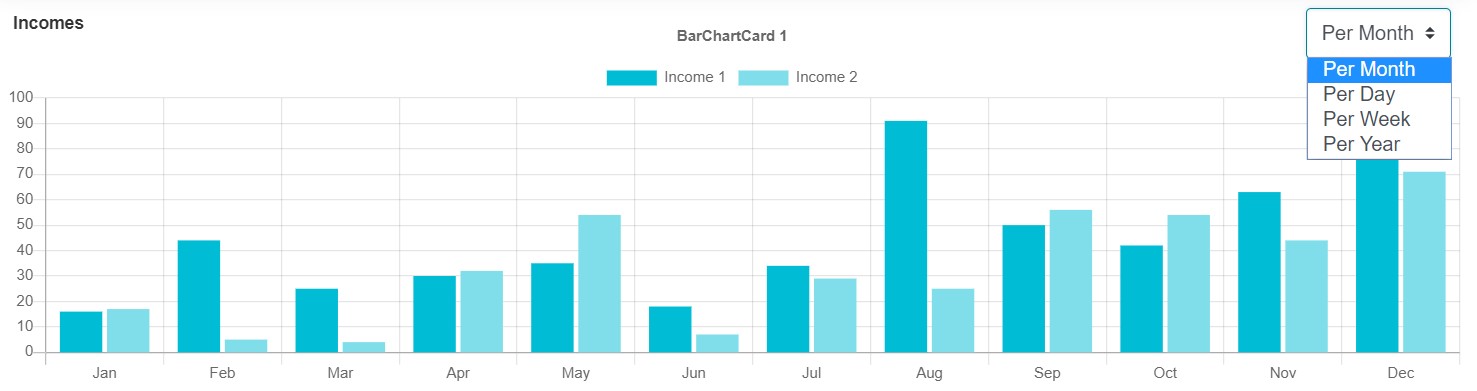 Incomes
BarChartCard 1
Per Month
Income 1 Income 2
Per Month
Per Day
Per Week
Per Year
100
90
80
70
60
50
40
30
20
10
0
Jan Feb Mar Apr May Jun Jul Aug Sep Oct Nov Dec